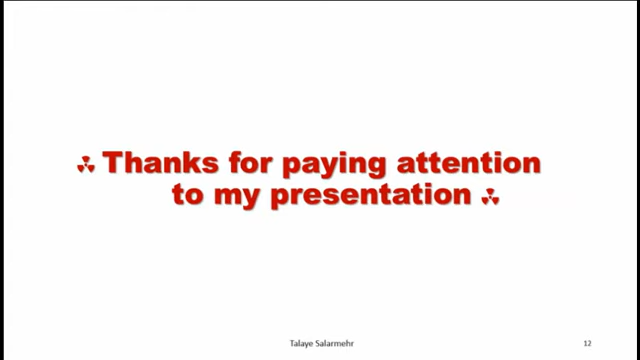 ☢ Thanks for paying attention
to my presentation ☢
Talaye Salarmehr
12